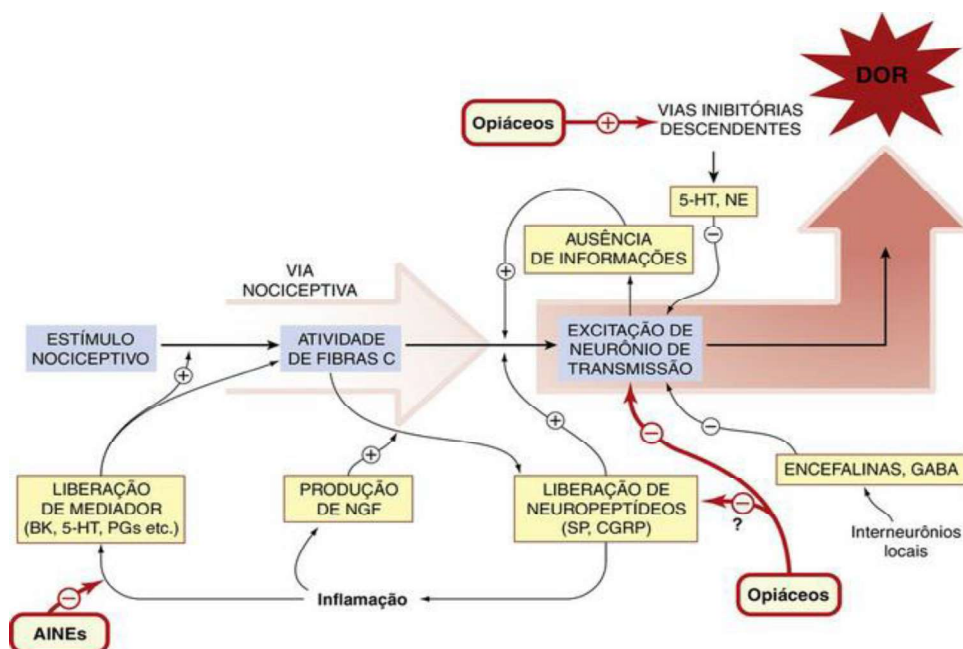 DOR
Opiáceos
+
VIAS INIBITÓRIAS
DESCENDENTES
5-HT, NE
−
AUSÊNCIA
DE INFORMAÇÕES
+
VIA
NOCICEPTIVA
ESTÍMULO
NOCICEPTIVO
+
ATIVIDADE
DE FIBRAS C
EXCITAÇÃO DE
NEURÔNIO DE
TRANSMISSÃO
+
+
−
−
LIBERAÇÃO
DE MEDIADOR
(BK, 5-HT, PGs etc.)
PRODUÇÃO
DE NGF
LIBERAÇÃO DE
NEUROPEPTÍDEOS
(SP, CGRP)
−
?
ENCEFALINAS, GABA
Interneurônios
locais
Inflamação
−
AINEs
Opiáceos